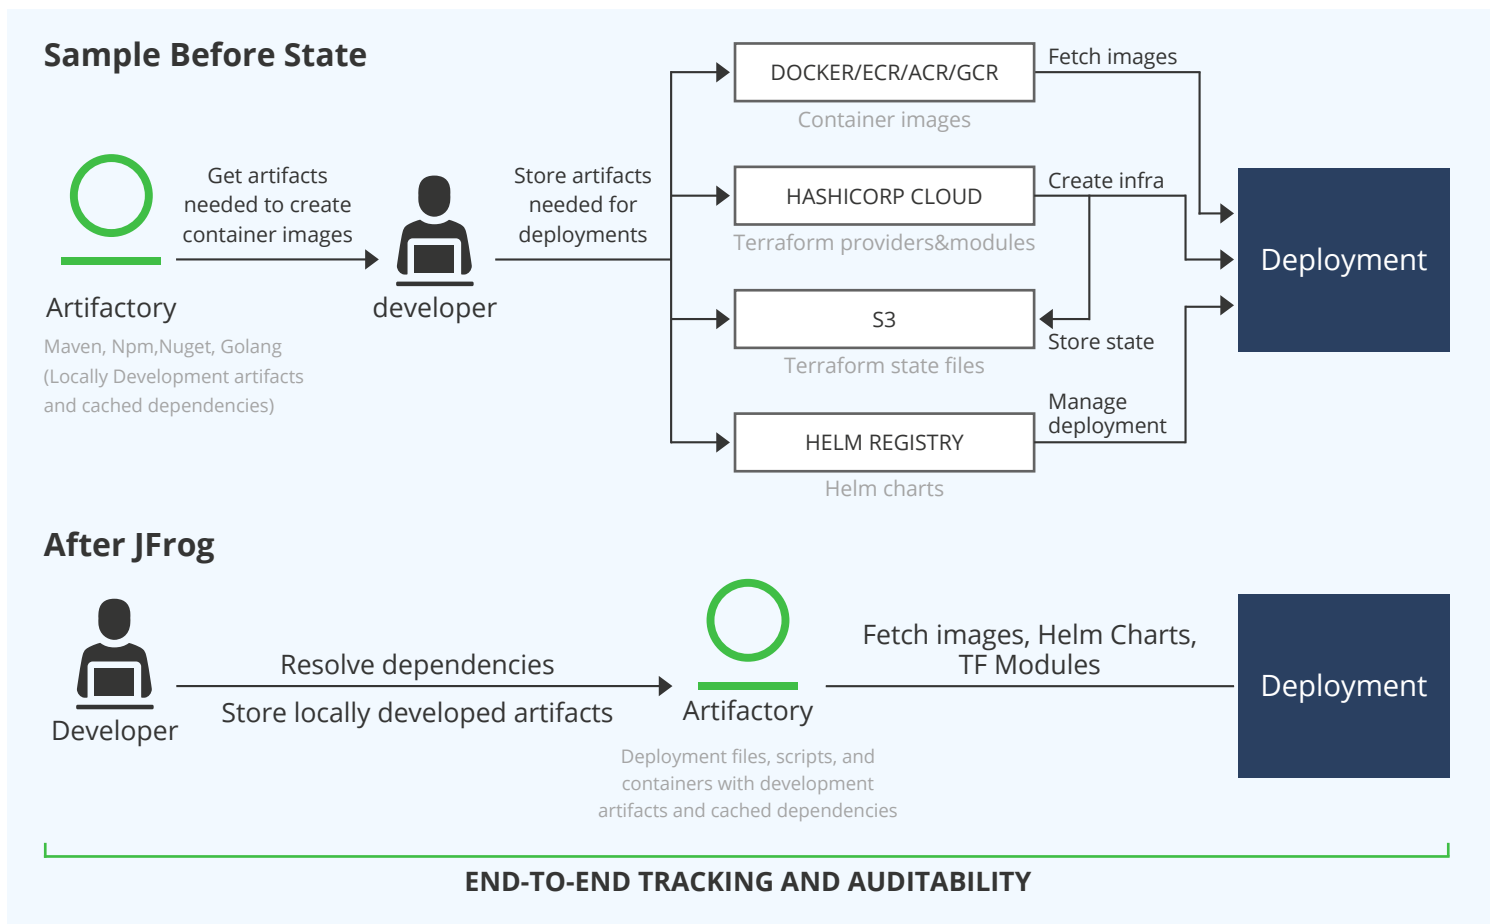 Sample Before State
DOCKER/ECR/ACR/GCR
Container images
Fetch images
Get artifacts
needed to create
container images
Store artifacts
needed for
deployments
HASHICORP CLOUD
Terraform providers&modules
Create infra
Deployment
Artifactory
developer
Maven, Npm,Nuget, Golang
(Locally Development artifacts
and cached dependencies)
S3
Terraform state files
Store state
Manage
deployment
HELM REGISTRY
Helm charts
After JFrog
Developer
Resolve dependencies
Store locally developed artifacts
Artifactory
Deployment files, scripts, and
containers with development
artifacts and cached dependencies
Fetch images, Helm Charts,
TF Modules
Deployment
END-TO-END TRACKING AND AUDITABILITY